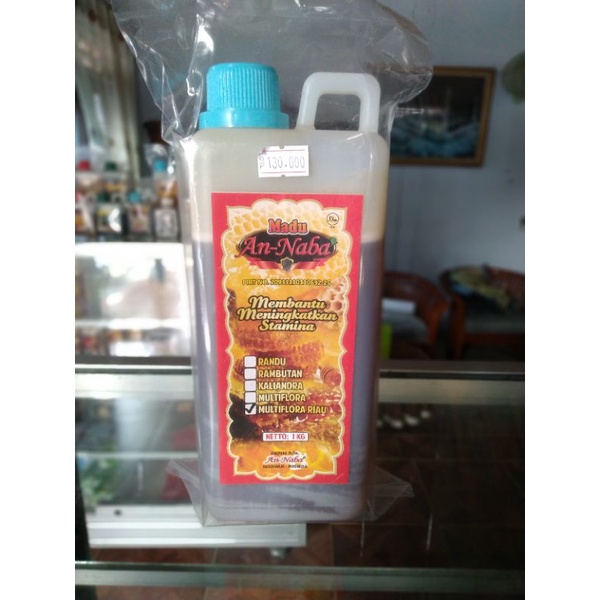 130.000
Madu
An-Naba
Membantu
Meningkatkan
Stamina
RANDU
RAMBUTAN
KALIANDRA
MULTIFLORA
MULTIFLORA RIAU
NETTO: 1 KG
An-Naba